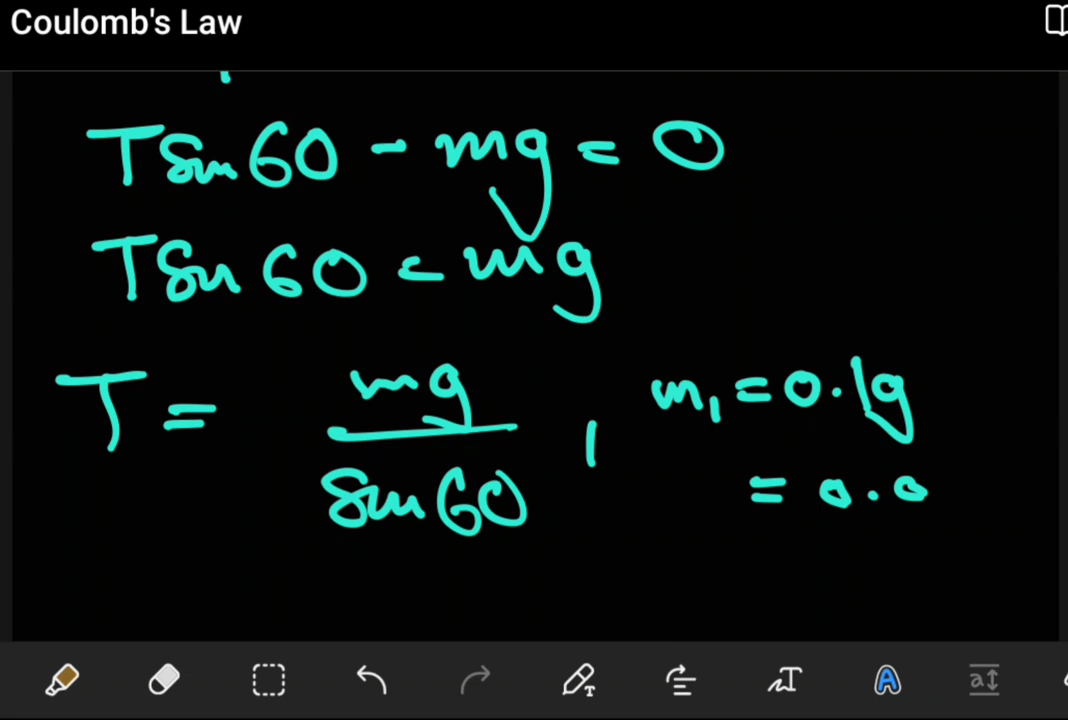 Coulomb's Law
T sin 60 - mg = 0
T sin 60 = mg
T = mg / sin 60 , m₁ = 0.1g
= 0.0